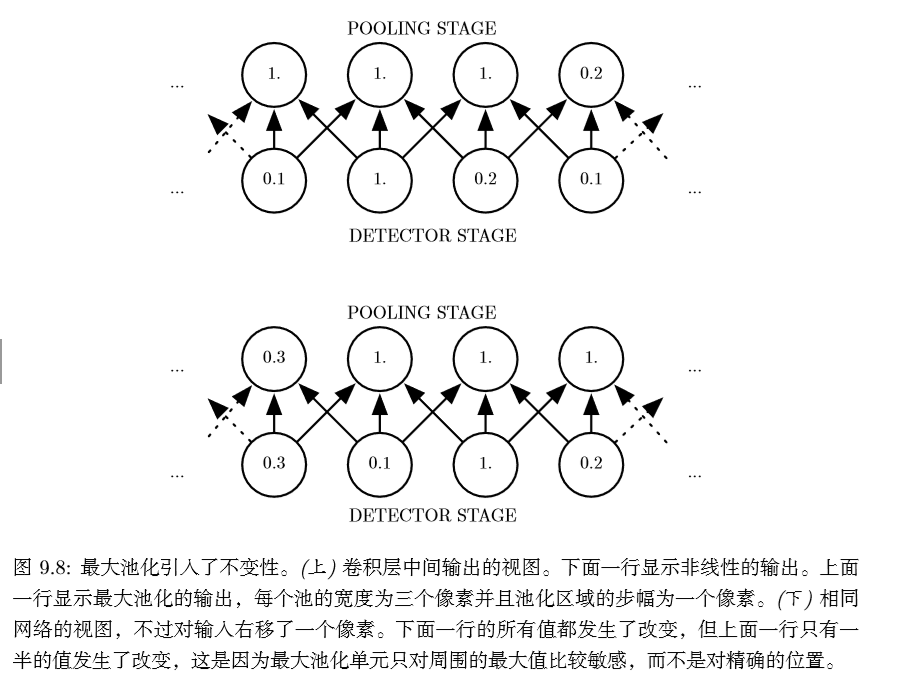 POOLING STAGE
... 1. 1. 1. 0.2 ...
... 0.1 1. 0.2 0.1 ...
DETECTOR STAGE
POOLING STAGE
... 0.3 1. 1. 1. ...
... 0.3 0.1 1. 0.2 ...
DETECTOR STAGE
图 9.8: 最大池化引入了不变性。(上) 卷积层中间输出的视图。下面一行显示非线性的输出。上面
一行显示最大池化的输出，每个池的宽度为三个像素并且池化区域的步幅为一个像素。(下) 相同
网络的视图，不过对输入右移了一个像素。下面一行的所有值都发生了改变，但上面一行只有一
半的值发生了改变，这是因为最大池化单元只对周围的最大值比较敏感，而不是对精确的位置。